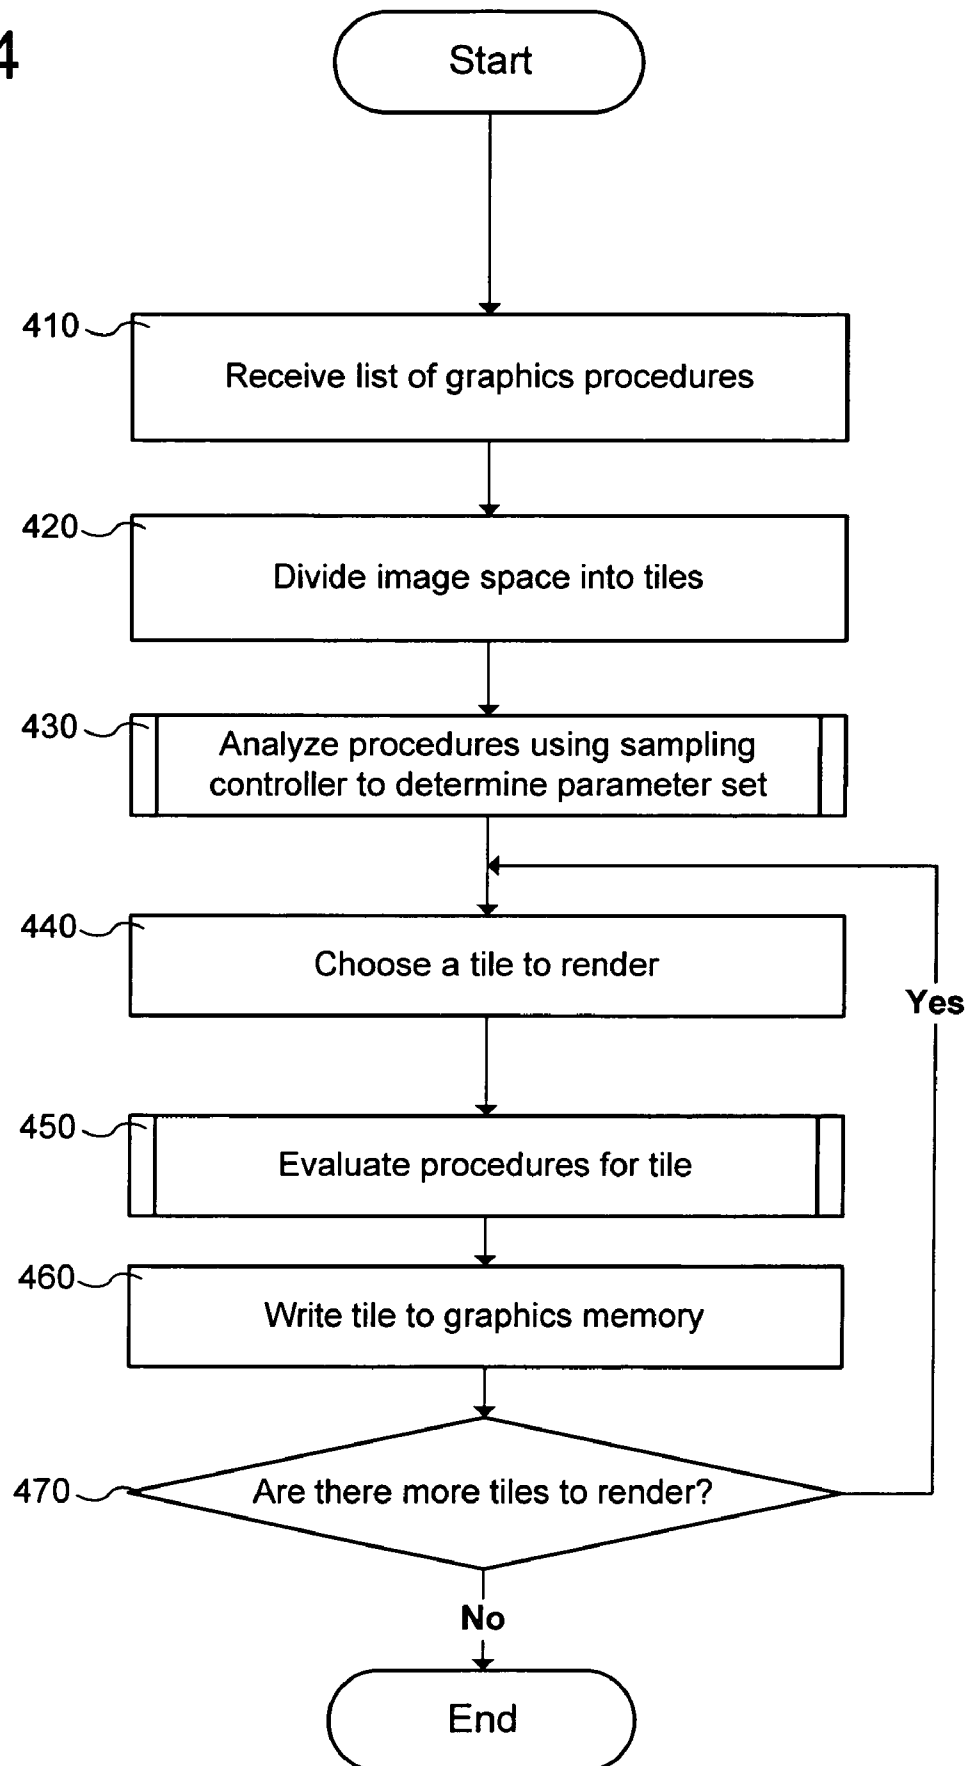 4
Start
410
Receive list of graphics procedures
420
Divide image space into tiles
430
Analyze procedures using sampling
controller to determine parameter set
440
Choose a tile to render
Yes
450
Evaluate procedures for tile
460
Write tile to graphics memory
470
Are there more tiles to render?
No
End